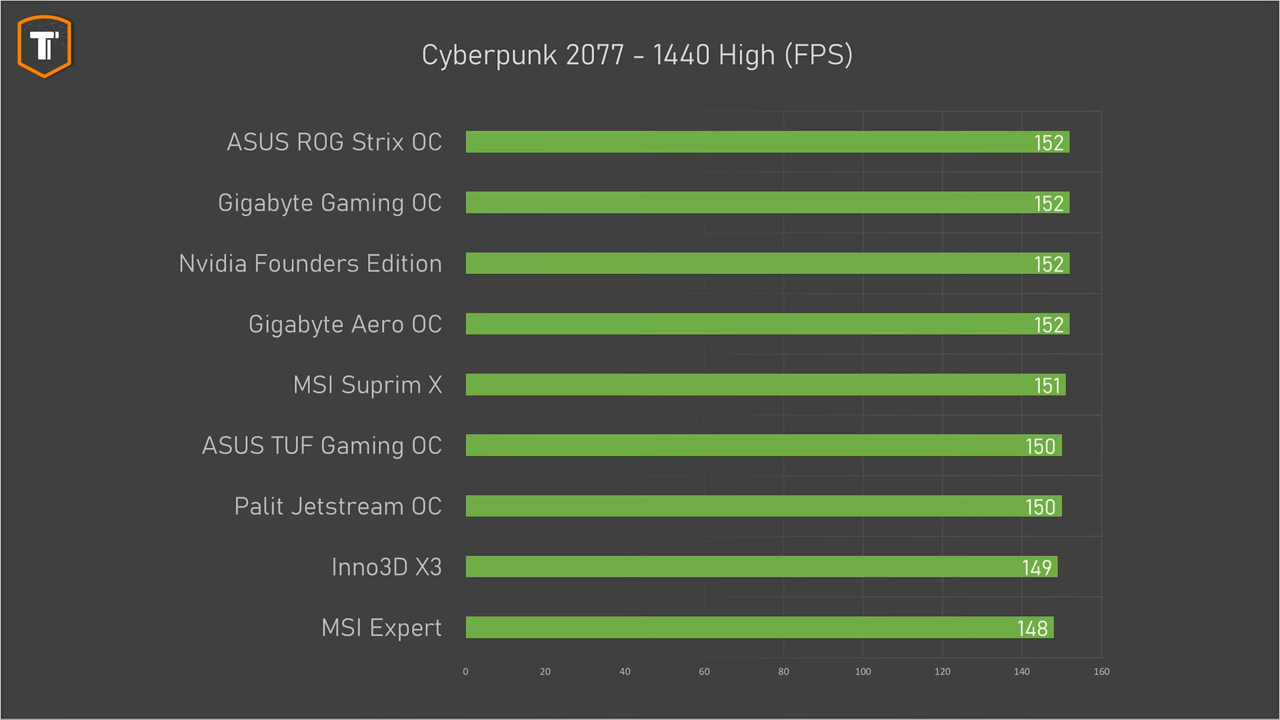 Cyberpunk 2077 - 1440 High (FPS)
ASUS ROG Strix OC 152
Gigabyte Gaming OC 152
Nvidia Founders Edition 152
Gigabyte Aero OC 152
MSI Suprim X 151
ASUS TUF Gaming OC 150
Palit Jetstream OC 150
Inno3D X3 149
MSI Expert 148
0 20 40 60 80 100 120 140 160